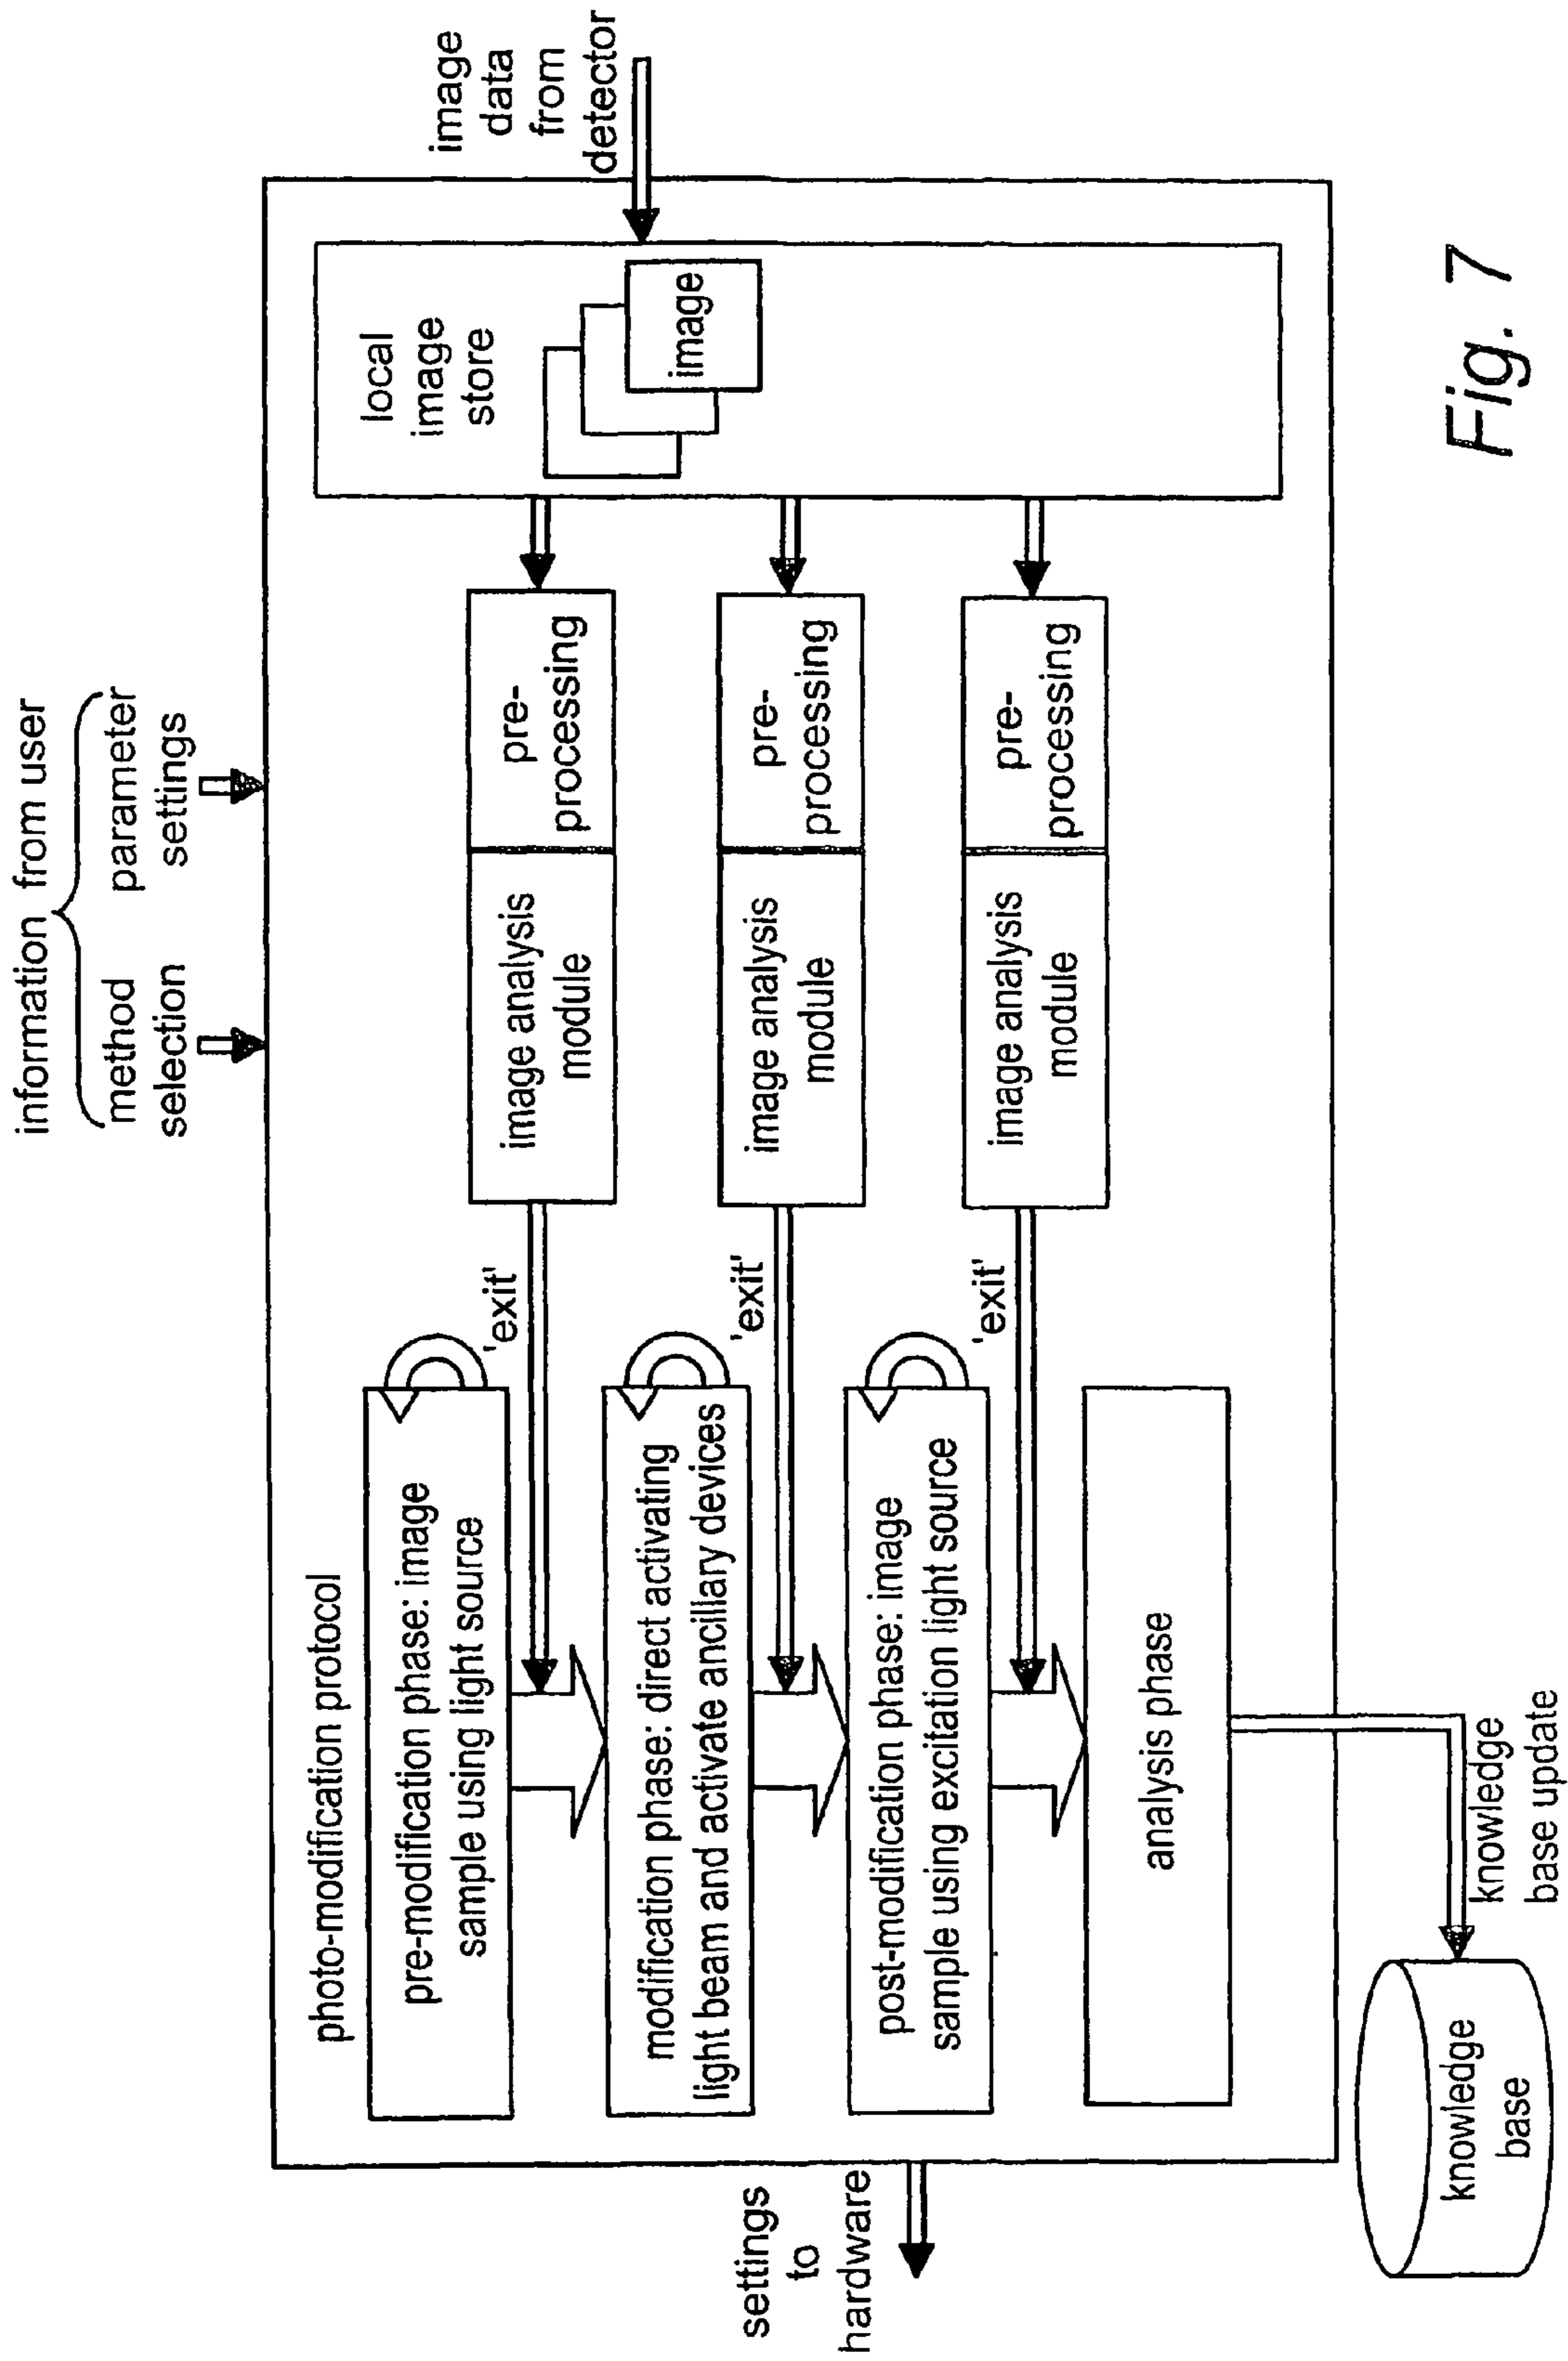 information from user
method
selection
parameter
settings
photo-modification protocol
pre-modification phase: image
sample using light source
'exit'
image analysis
module
pre-
processing
local
image
store
image
image
data
from
detector
modification phase: direct activating
light beam and activate ancillary devices
'exit'
image analysis
module
pre-
processing
settings
to
hardware
post-modification phase: image
sample using excitation light source
'exit'
image analysis
module
pre-
processing
analysis phase
knowledge
base
knowledge
base update
Fig. 7